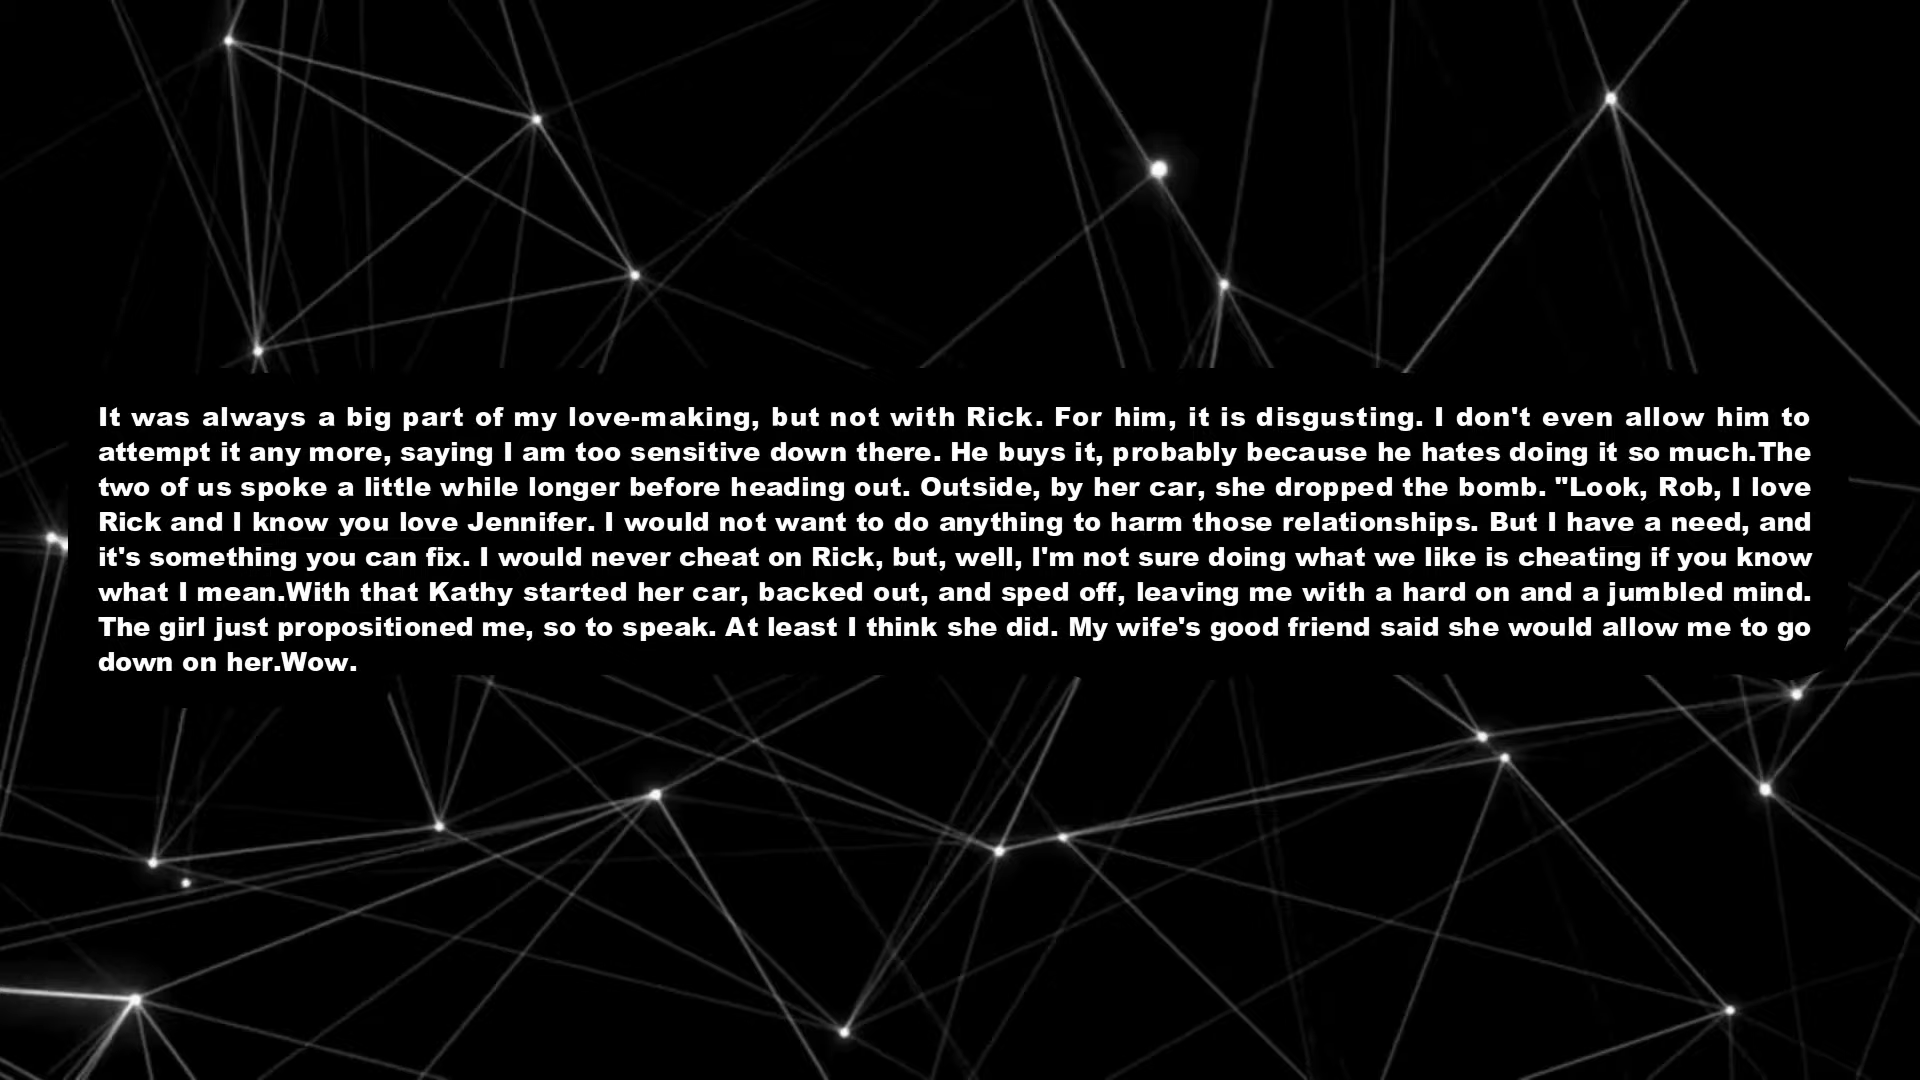 It was always a big part of my love-making, but not with Rick. For him, it is disgusting. I don't even allow him to
attempt it any more, saying I am too sensitive down there. He buys it, probably because he hates doing it so much.The
two of us spoke a little while longer before heading out. Outside, by her car, she dropped the bomb. "Look, Rob, I love
Rick and I know you love Jennifer. I would not want to do anything to harm those relationships. But I have a need, and
it's something you can fix. I would never cheat on Rick, but, well, I'm not sure doing what we like is cheating if you know
what I mean.With that Kathy started her car, backed out, and sped off, leaving me with a hard on and a jumbled mind.
The girl just propositioned me, so to speak. At least I think she did. My wife's good friend said she would allow me to go
down on her.Wow.